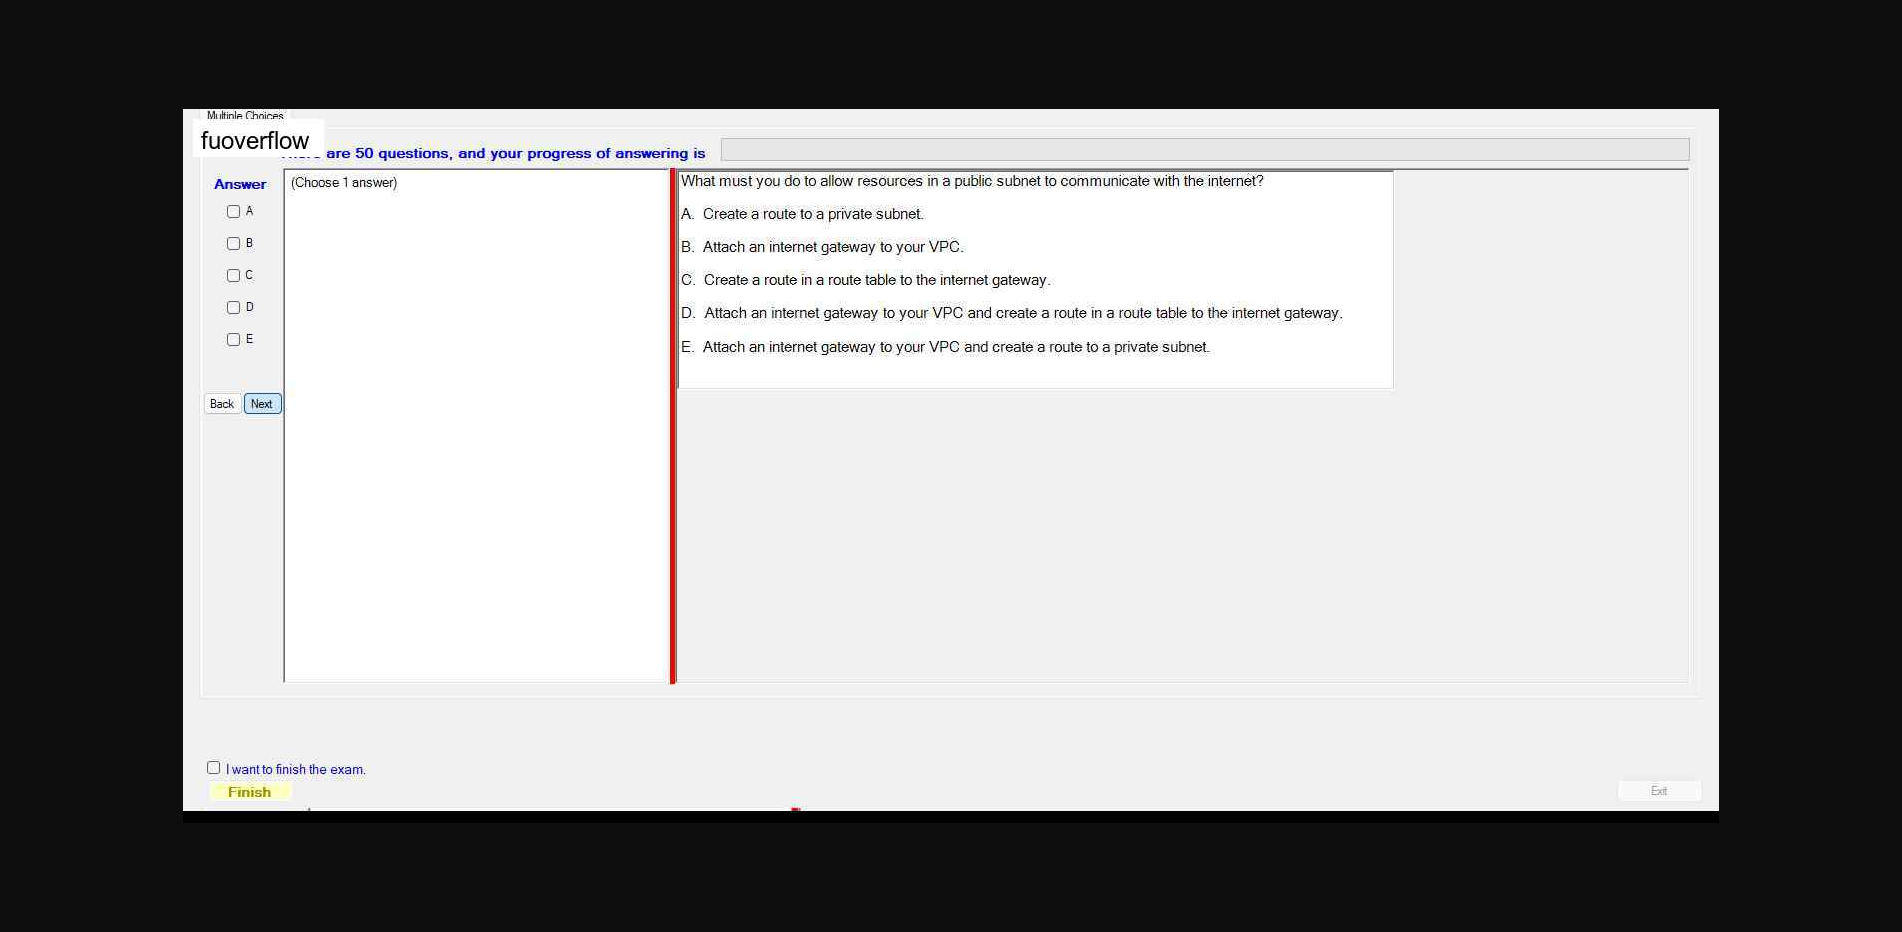 Multiple Choices
fuoverflow
are 50 questions, and your progress of answering is
Answer
(Choose 1 answer)
A
B
C
D
E
Back Next
What must you do to allow resources in a public subnet to communicate with the internet?
A. Create a route to a private subnet.
B. Attach an internet gateway to your VPC.
C. Create a route in a route table to the internet gateway.
D. Attach an internet gateway to your VPC and create a route in a route table to the internet gateway.
E. Attach an internet gateway to your VPC and create a route to a private subnet.
I want to finish the exam.
Finish
Exit